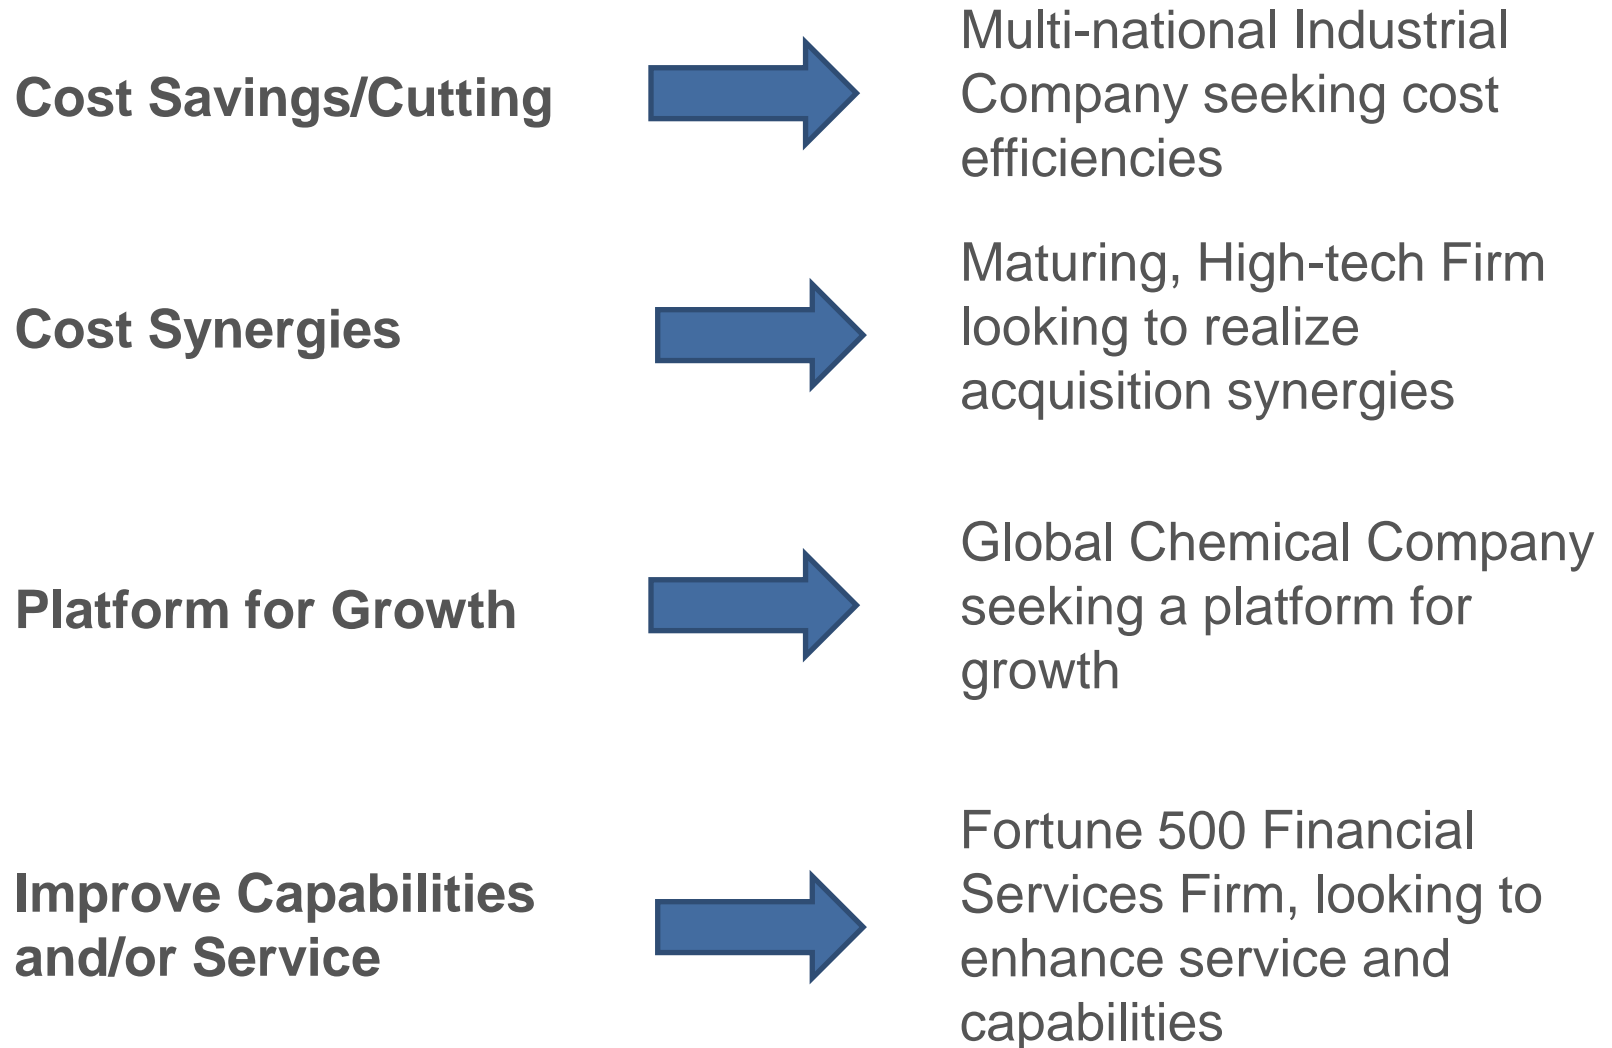 Cost Savings/Cutting
Multi-national Industrial
Company seeking cost
efficiencies
Cost Synergies
Maturing, High-tech Firm
looking to realize
acquisition synergies
Platform for Growth
Global Chemical Company
seeking a platform for
growth
Improve Capabilities
and/or Service
Fortune 500 Financial
Services Firm, looking to
enhance service and
capabilities